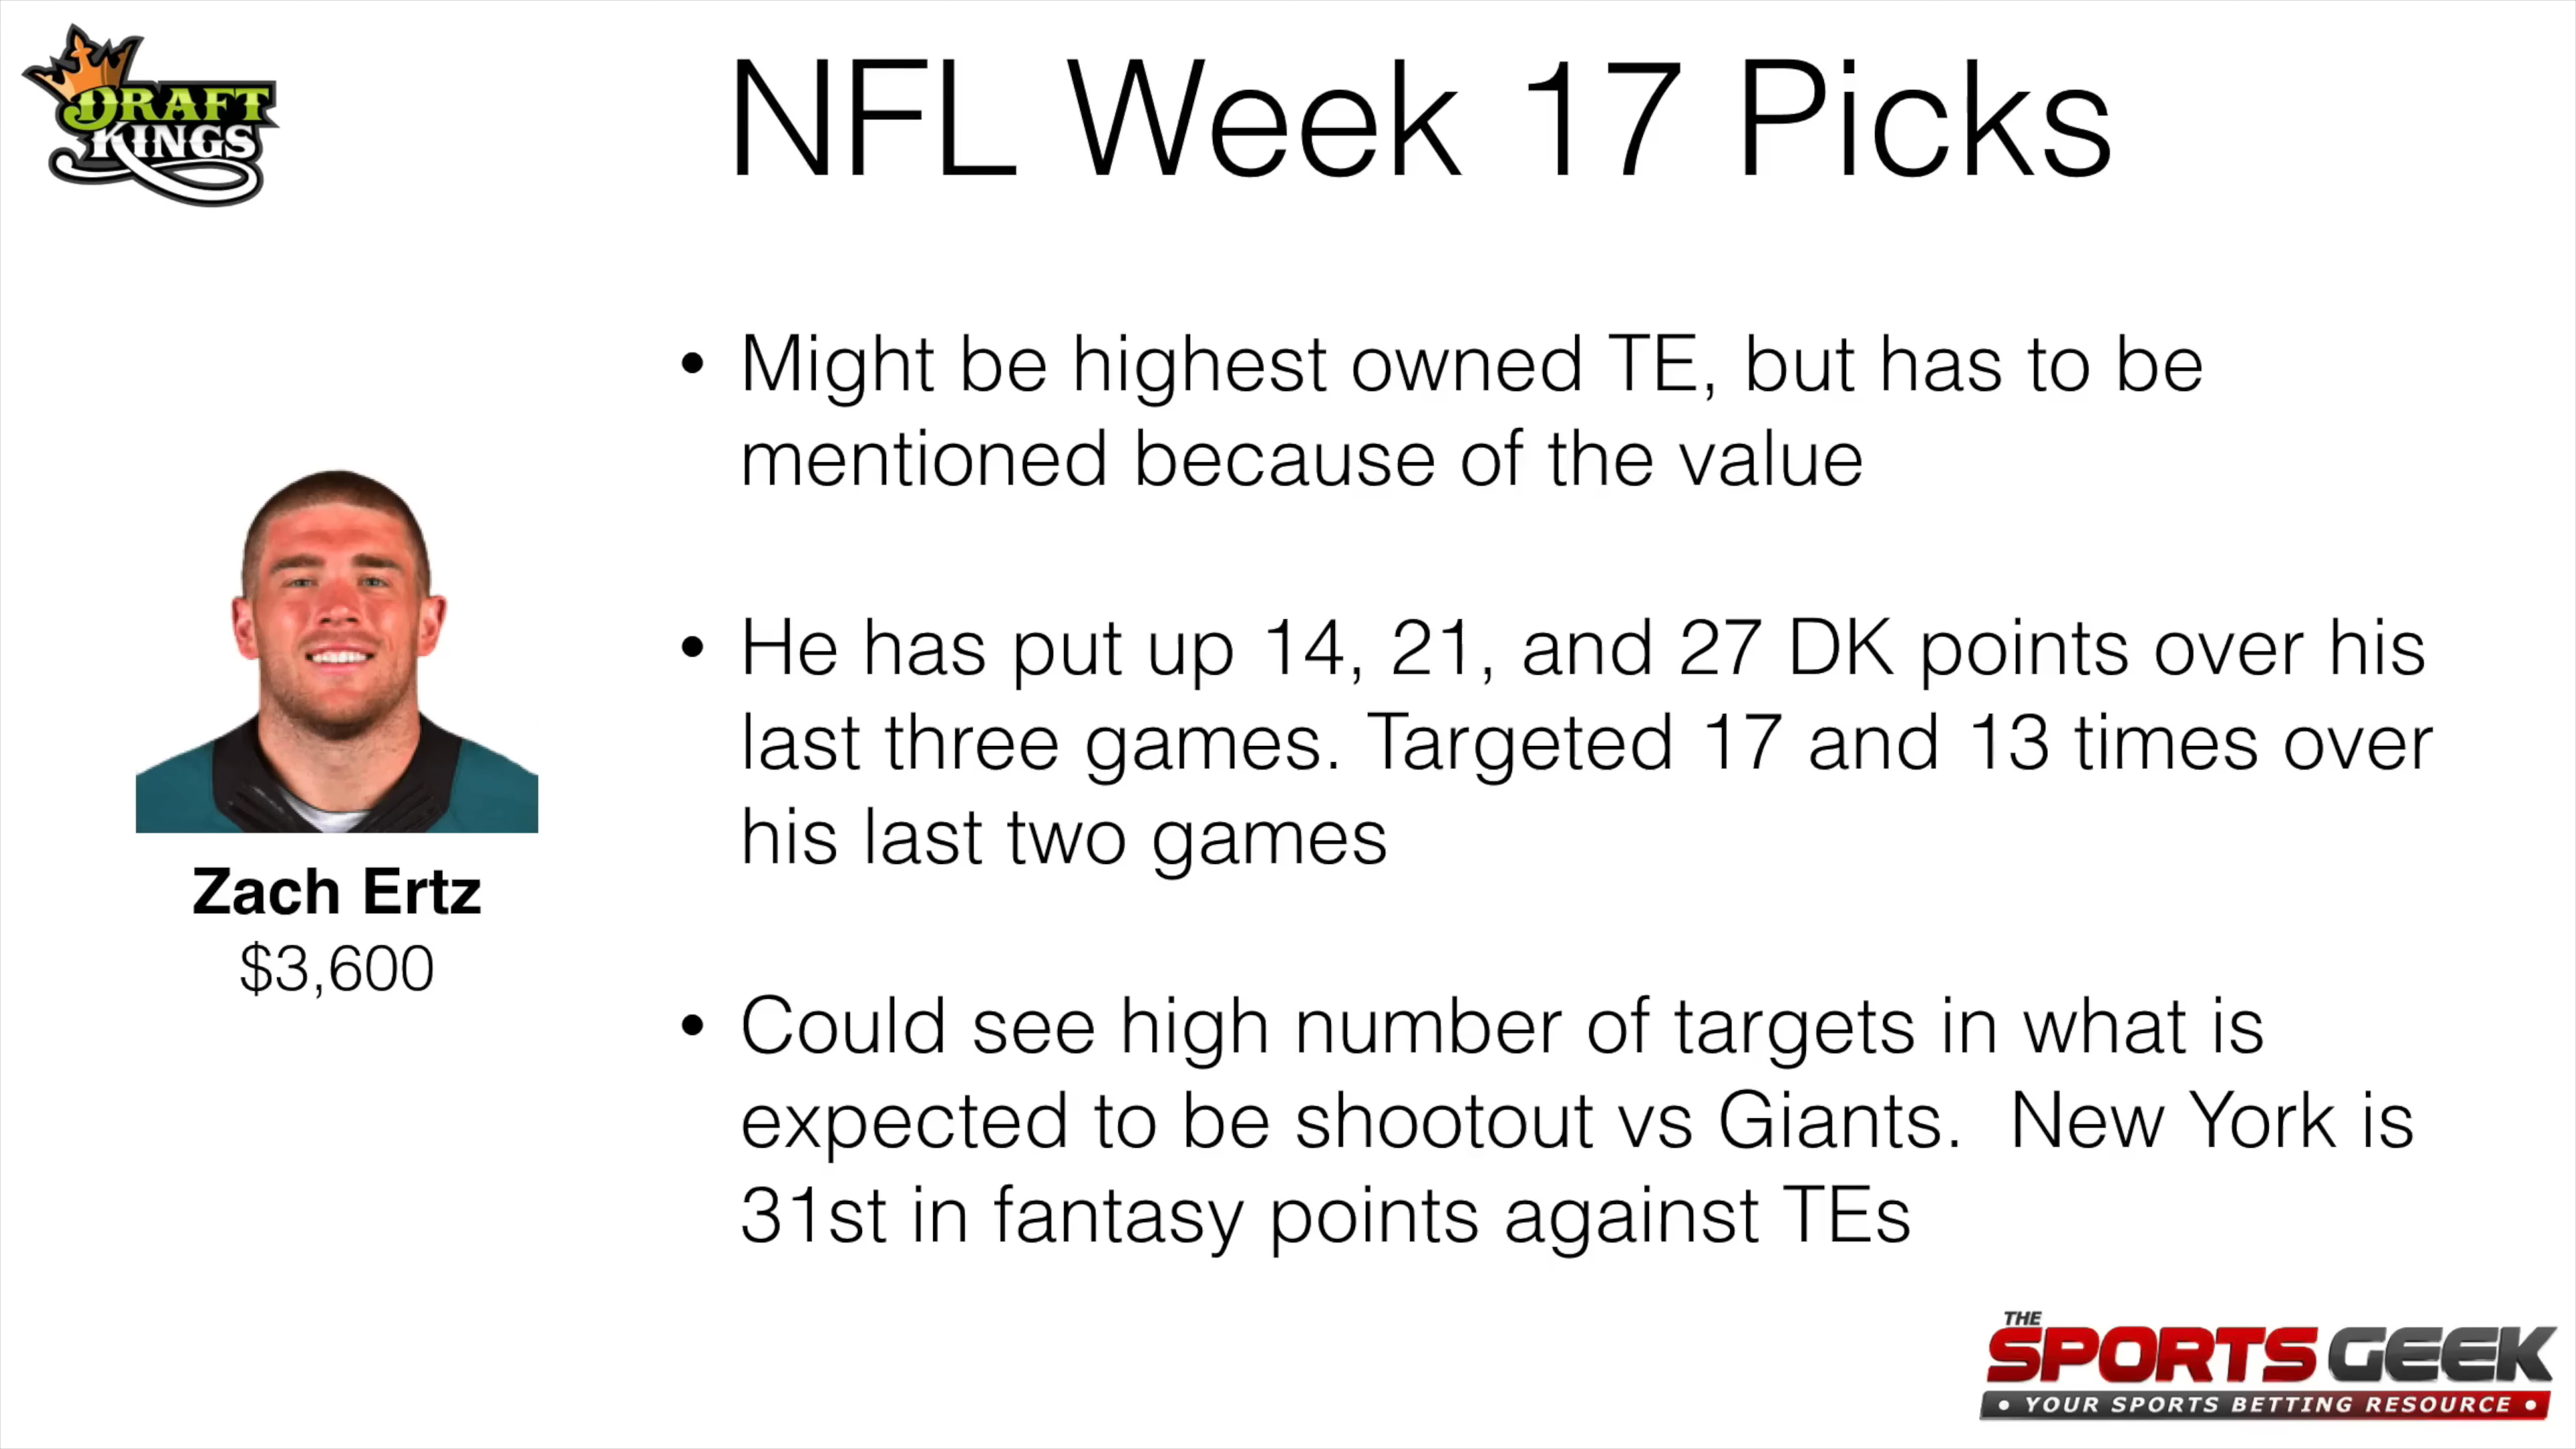 DRAFT
KINGS
NFL Week 17 Picks
• Might be highest owned TE, but has to be
mentioned because of the value
• He has put up 14, 21, and 27 DK points over his
last three games. Targeted 17 and 13 times over
his last two games
Zach Ertz
$3,600
• Could see high number of targets in what is
expected to be shootout vs Giants.  New York is
31st in fantasy points against TEs
THE
SPORTS GEEK
• YOUR SPORTS BETTING RESOURCE •